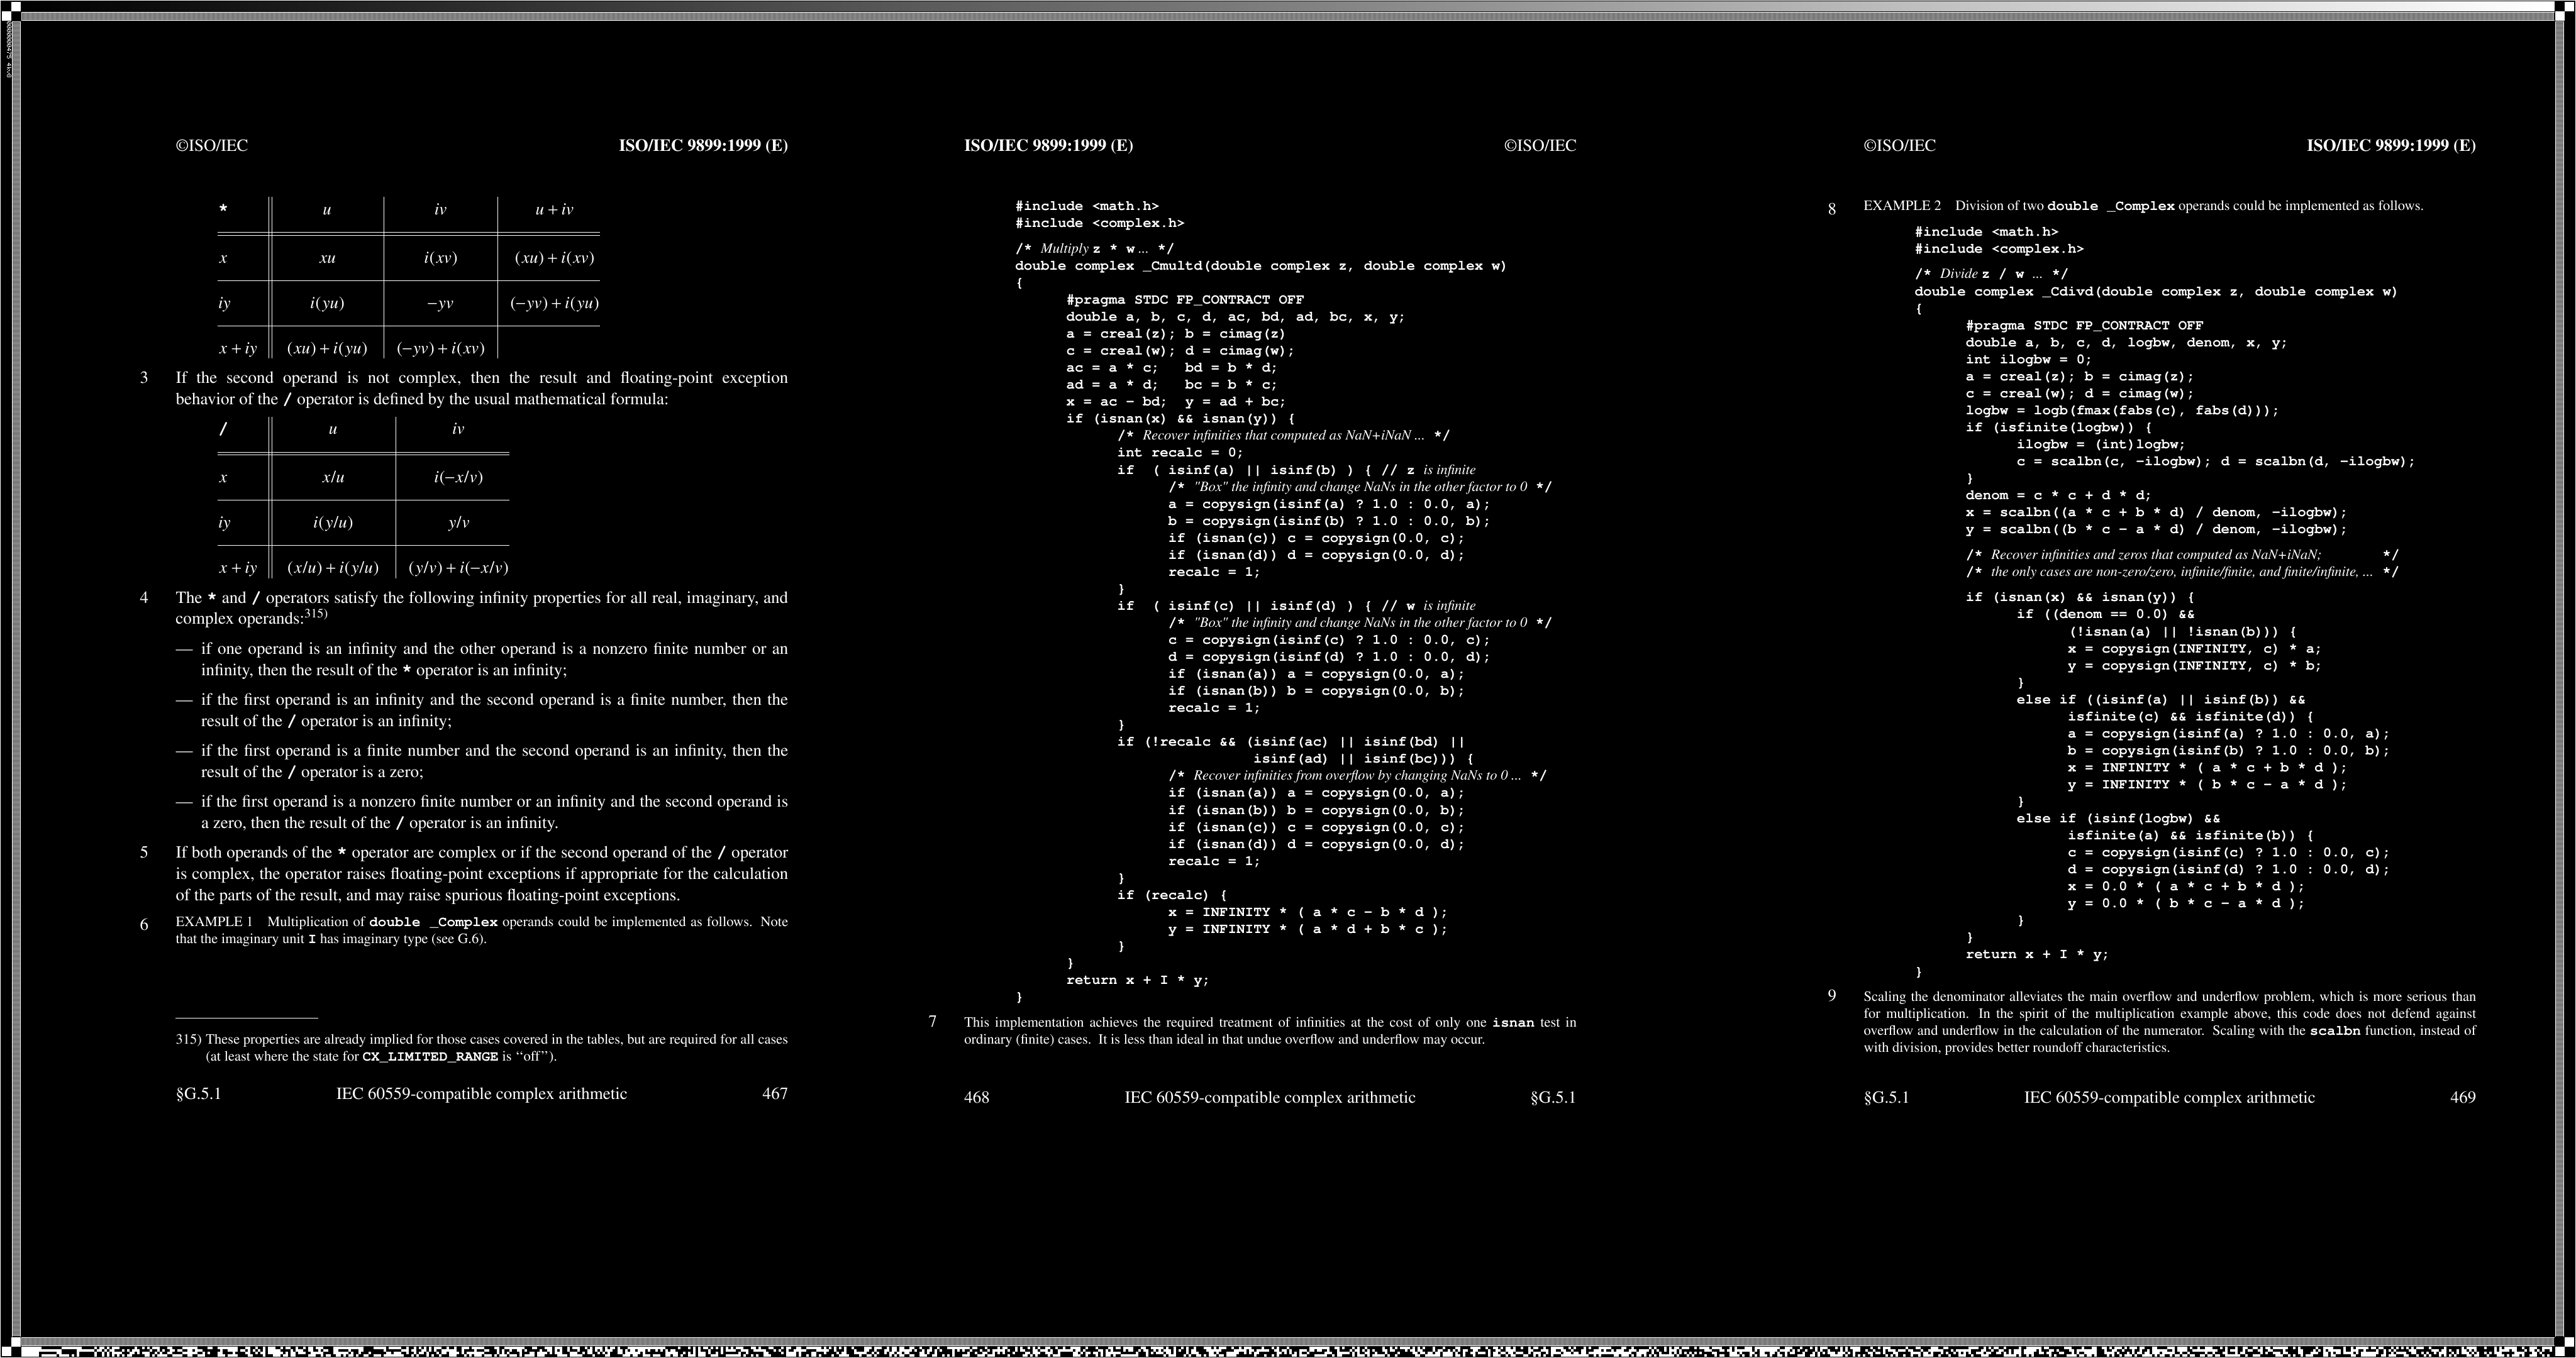 ©ISO/IEC ISO/IEC 9899:1999 (E)
* u iv u + iv
x xu i(xv) (xu) + i(xv)
iy i(yu) −yv (−yv) + i(yu)
x + iy (xu) + i(yu) (−yv) + i(xv)
3 If the second operand is not complex, then the result and floating-point exception
behavior of the / operator is defined by the usual mathematical formula:
/ u iv
x x/u i(−x/v)
iy i(y/u) y/v
x + iy (x/u) + i(y/u) (y/v) + i(−x/v)
4 The * and / operators satisfy the following infinity properties for all real, imaginary, and
complex operands:315)
— if one operand is an infinity and the other operand is a nonzero finite number or an
infinity, then the result of the * operator is an infinity;
— if the first operand is an infinity and the second operand is a finite number, then the
result of the / operator is an infinity;
— if the first operand is a finite number and the second operand is an infinity, then the
result of the / operator is a zero;
— if the first operand is a nonzero finite number or an infinity and the second operand is
a zero, then the result of the / operator is an infinity.
5 If both operands of the * operator are complex or if the second operand of the / operator
is complex, the operator raises floating-point exceptions if appropriate for the calculation
of the parts of the result, and may raise spurious floating-point exceptions.
6 EXAMPLE 1 Multiplication of double _Complex operands could be implemented as follows. Note
that the imaginary unit I has imaginary type (see G.6).
315) These properties are already implied for those cases covered in the tables, but are required for all cases
(at least where the state for CX_LIMITED_RANGE is ‘‘off’’).
§G.5.1 IEC 60559-compatible complex arithmetic 467
ISO/IEC 9899:1999 (E) ©ISO/IEC
#include <math.h>
#include <complex.h>
/* Multiply z * w ... */
double complex _Cmultd(double complex z, double complex w)
{
#pragma STDC FP_CONTRACT OFF
double a, b, c, d, ac, bd, ad, bc, x, y;
a = creal(z); b = cimag(z)
c = creal(w); d = cimag(w);
ac = a * c; bd = b * d;
ad = a * d; bc = b * c;
x = ac - bd; y = ad + bc;
if (isnan(x) && isnan(y)) {
/* Recover infinities that computed as NaN+iNaN ... */
int recalc = 0;
if ( isinf(a) || isinf(b) ) { // z is infinite
/* "Box" the infinity and change NaNs in the other factor to 0 */
a = copysign(isinf(a) ? 1.0 : 0.0, a);
b = copysign(isinf(b) ? 1.0 : 0.0, b);
if (isnan(c)) c = copysign(0.0, c);
if (isnan(d)) d = copysign(0.0, d);
recalc = 1;
}
if ( isinf(c) || isinf(d) ) { // w is infinite
/* "Box" the infinity and change NaNs in the other factor to 0 */
c = copysign(isinf(c) ? 1.0 : 0.0, c);
d = copysign(isinf(d) ? 1.0 : 0.0, d);
if (isnan(a)) a = copysign(0.0, a);
if (isnan(b)) b = copysign(0.0, b);
recalc = 1;
}
if (!recalc && (isinf(ac) || isinf(bd) ||
isinf(ad) || isinf(bc))) {
/* Recover infinities from overflow by changing NaNs to 0 ... */
if (isnan(a)) a = copysign(0.0, a);
if (isnan(b)) b = copysign(0.0, b);
if (isnan(c)) c = copysign(0.0, c);
if (isnan(d)) d = copysign(0.0, d);
recalc = 1;
}
if (recalc) {
x = INFINITY * ( a * c - b * d );
y = INFINITY * ( a * d + b * c );
}
}
return x + I * y;
}
7 This implementation achieves the required treatment of infinities at the cost of only one isnan test in
ordinary (finite) cases. It is less than ideal in that undue overflow and underflow may occur.
468 IEC 60559-compatible complex arithmetic §G.5.1
©ISO/IEC ISO/IEC 9899:1999 (E)
8 EXAMPLE 2 Division of two double _Complex operands could be implemented as follows.
#include <math.h>
#include <complex.h>
/* Divide z / w ... */
double complex _Cdivd(double complex z, double complex w)
{
#pragma STDC FP_CONTRACT OFF
double a, b, c, d, logbw, denom, x, y;
int ilogbw = 0;
a = creal(z); b = cimag(z);
c = creal(w); d = cimag(w);
logbw = logb(fmax(fabs(c), fabs(d)));
if (isfinite(logbw)) {
ilogbw = (int)logbw;
c = scalbn(c, -ilogbw); d = scalbn(d, -ilogbw);
}
denom = c * c + d * d;
x = scalbn((a * c + b * d) / denom, -ilogbw);
y = scalbn((b * c - a * d) / denom, -ilogbw);
/* Recover infinities and zeros that computed as NaN+iNaN; */
/* the only cases are non-zero/zero, infinite/finite, and finite/infinite, ... */
if (isnan(x) && isnan(y)) {
if ((denom == 0.0) &&
(!isnan(a) || !isnan(b))) {
x = copysign(INFINITY, c) * a;
y = copysign(INFINITY, c) * b;
}
else if ((isinf(a) || isinf(b)) &&
isfinite(c) && isfinite(d)) {
a = copysign(isinf(a) ? 1.0 : 0.0, a);
b = copysign(isinf(b) ? 1.0 : 0.0, b);
x = INFINITY * ( a * c + b * d );
y = INFINITY * ( b * c - a * d );
}
else if (isinf(logbw) &&
isfinite(a) && isfinite(b)) {
c = copysign(isinf(c) ? 1.0 : 0.0, c);
d = copysign(isinf(d) ? 1.0 : 0.0, d);
x = 0.0 * ( a * c + b * d );
y = 0.0 * ( b * c - a * d );
}
}
return x + I * y;
}
9 Scaling the denominator alleviates the main overflow and underflow problem, which is more serious than
for multiplication. In the spirit of the multiplication example above, this code does not defend against
overflow and underflow in the calculation of the numerator. Scaling with the scalbn function, instead of
with division, provides better roundoff characteristics.
§G.5.1 IEC 60559-compatible complex arithmetic 469